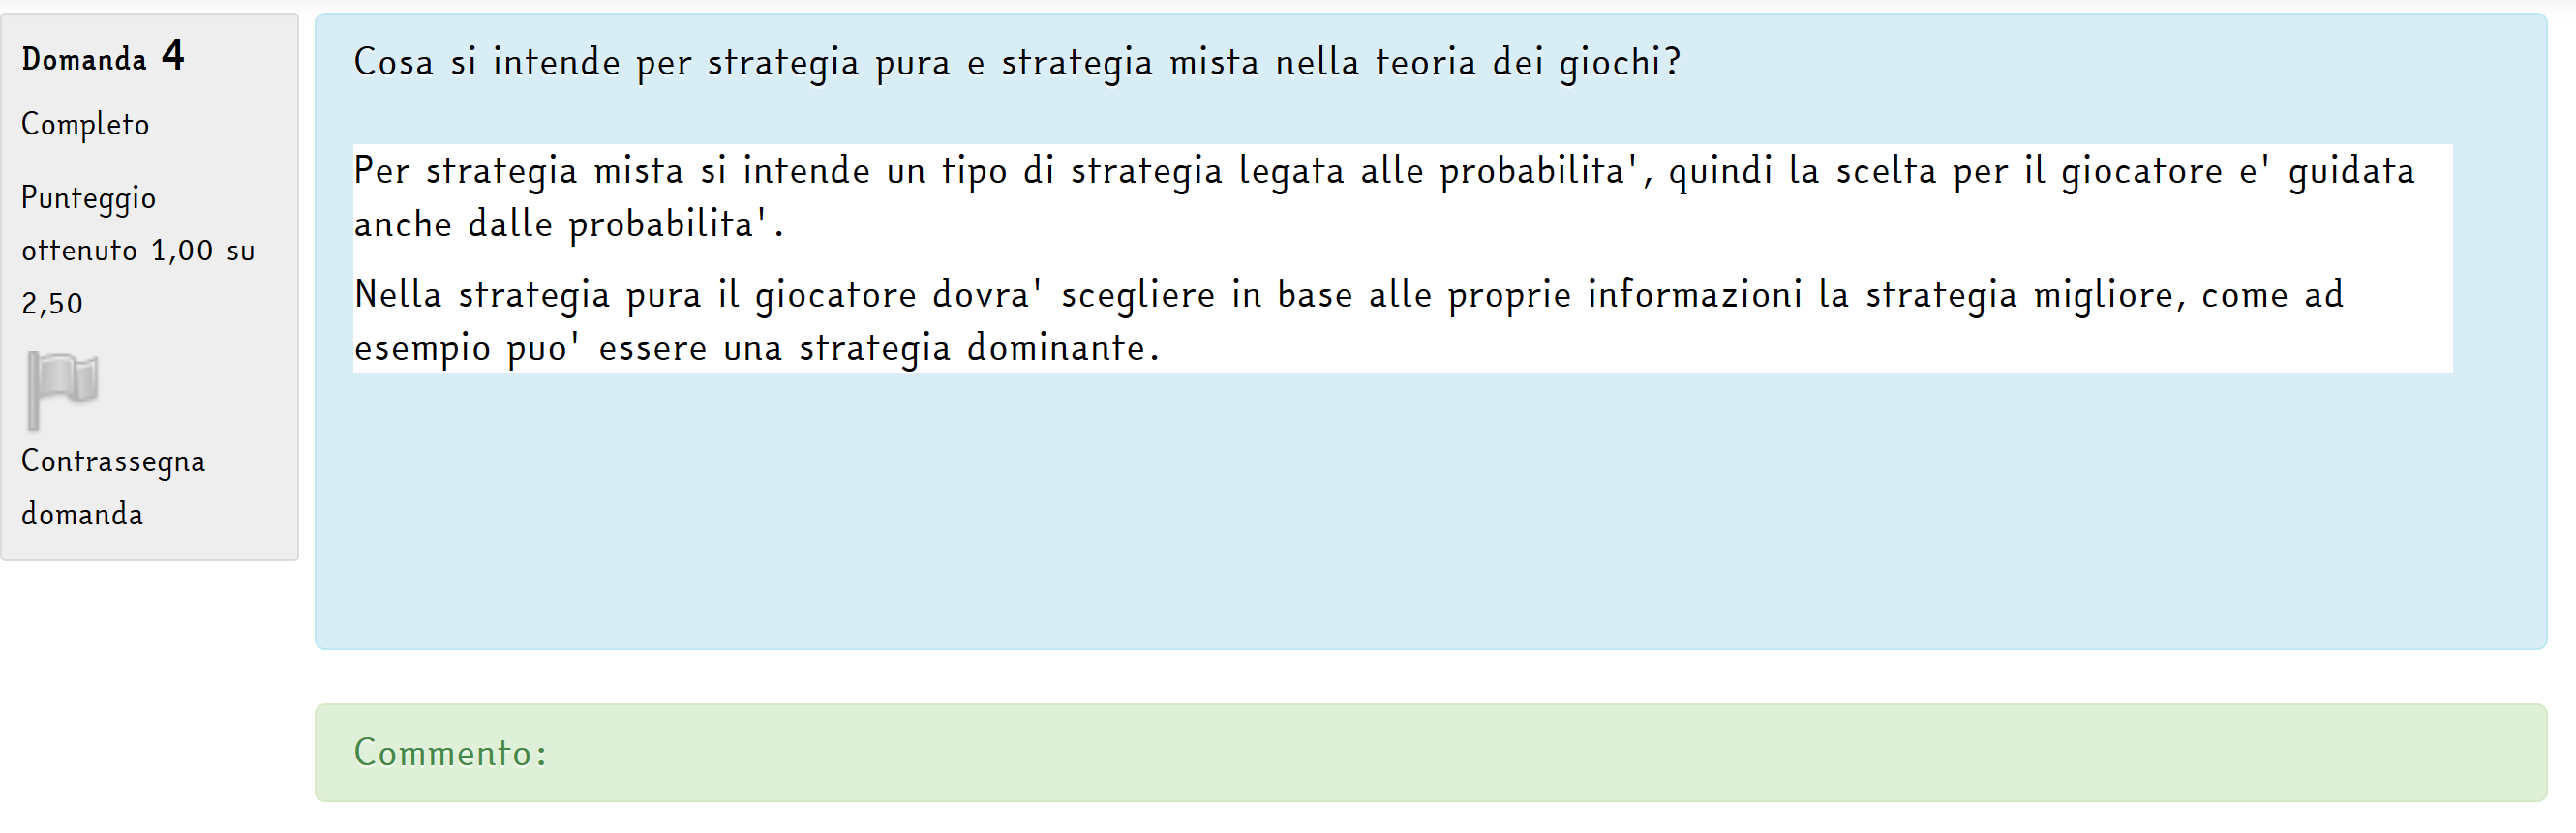 Domanda 4
Completo
Punteggio
ottenuto 1,00 su
2,50
Contrassegna
domanda
Cosa si intende per strategia pura e strategia mista nella teoria dei giochi?
Per strategia mista si intende un tipo di strategia legata alle probabilita', quindi la scelta per il giocatore e' guidata
anche dalle probabilita'.
Nella strategia pura il giocatore dovra' scegliere in base alle proprie informazioni la strategia migliore, come ad
esempio puo' essere una strategia dominante.
Commento: